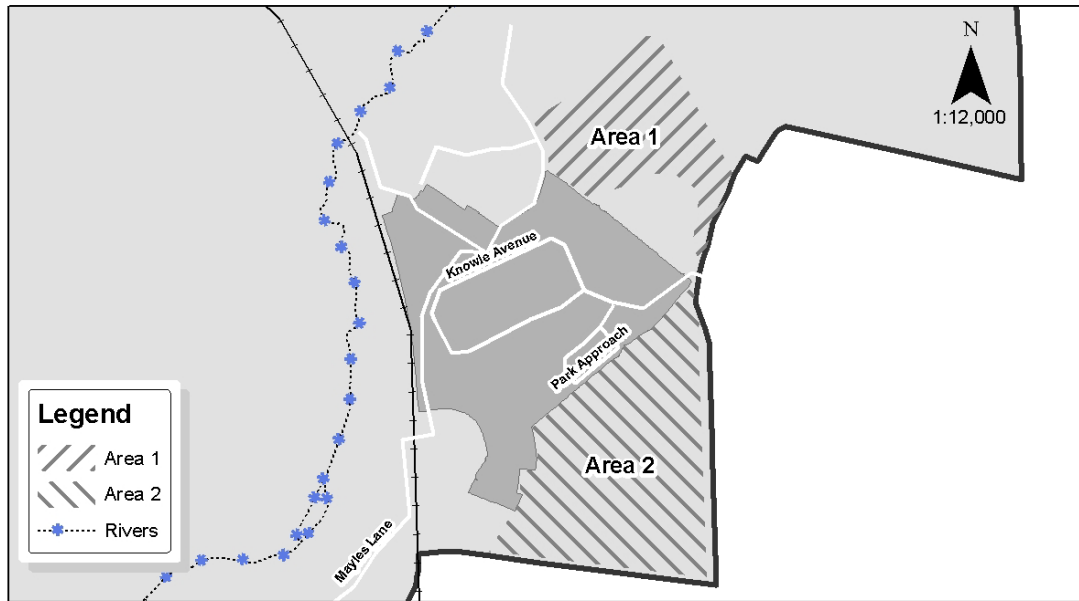 N
1:12,000
Area 1
Knowle Avenue
Park Approach
Area 2
Mayles Lane
Legend
Area 1
Area 2
Rivers